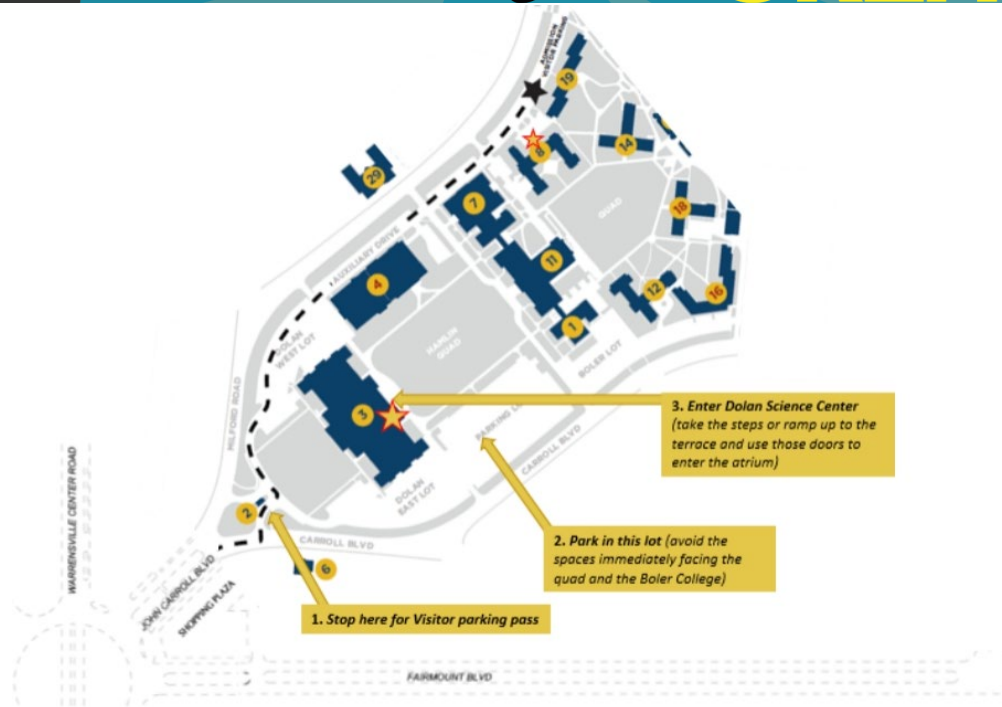 ADMISSION
VISITOR PARKING
19
14
8
29
7
18
QUAD
11
AUXILIARY DRIVE
4
12
16
1
HAMLIN
QUAD
DOLAN
WEST LOT
BOLER LOT
MILFORD ROAD
3
3. Enter Dolan Science Center
(take the steps or ramp up to the
terrace and use those doors to
enter the atrium)
PARKING
CARROLL BLVD
WARRENSVILLE CENTER ROAD
DOLAN
EAST LOT
2
CARROLL BLVD
2. Park in this lot (avoid the
spaces immediately facing the
quad and the Boler College)
6
JOHN CARROLL BLVD
SHOPPING PLAZA
1. Stop here for Visitor parking pass
FAIRMOUNT BLVD